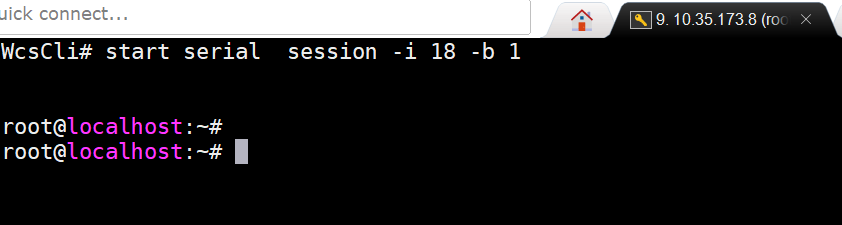 uick connect...
9. 10.35.173.8 (roo
WcsCli# start serial  session -i 18 -b 1
root@localhost:~#
root@localhost:~#